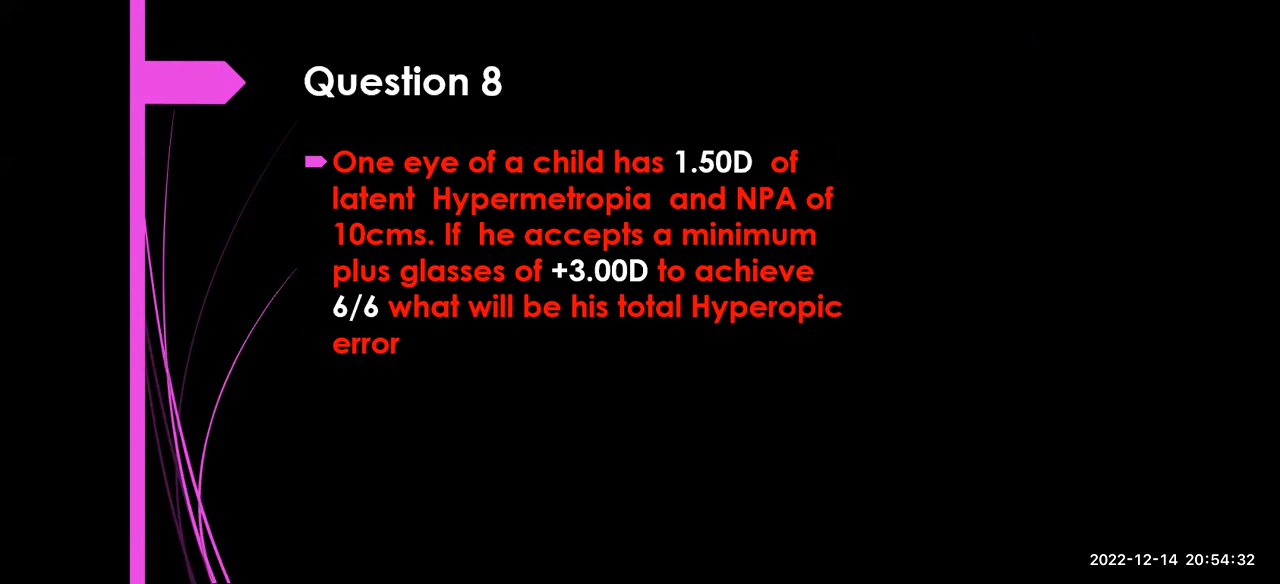 Question 8
One eye of a child has 1.50D of
latent Hypermetropia and NPA of
10cms. If he accepts a minimum
plus glasses of +3.00D to achieve
6/6 what will be his total Hyperopic
error
2022-12-14 20:54:32